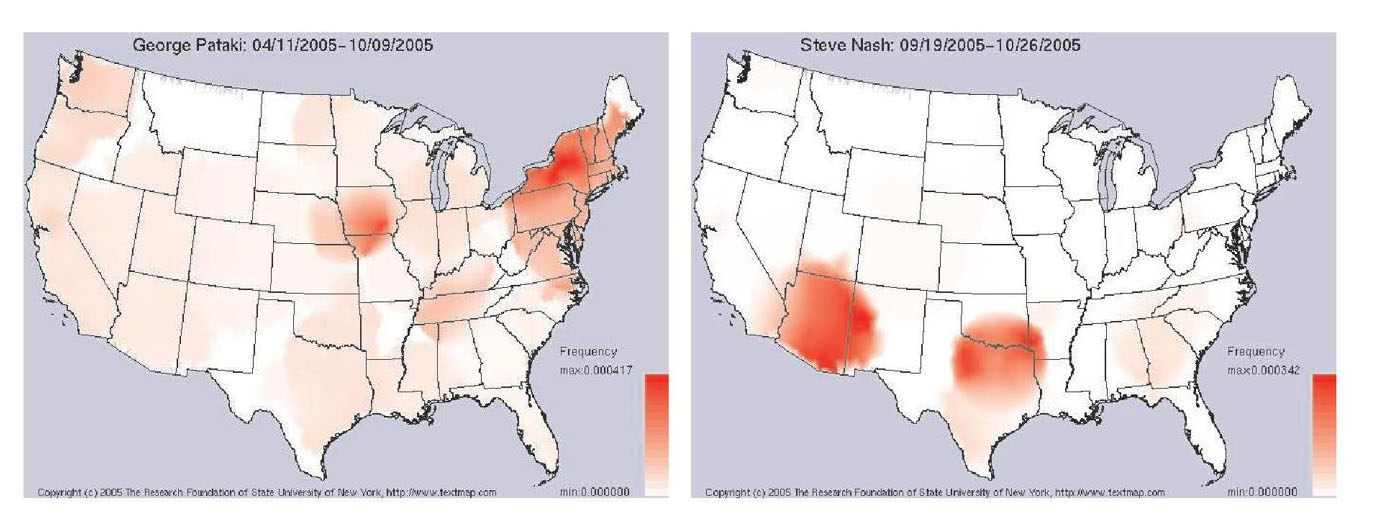 George Pataki: 04/11/2005-10/09/2005
Frequency
max:0.000417
min:0.000000
Copyright (c) 2005 The Research Foundation of State University of New York, http://www.textmap.com
Steve Nash: 09/19/2005-10/26/2005
Frequency
max:0.000342
min:0.000000
Copyright (c) 2005 The Research Foundation of State University of New York, http://www.textmap.com